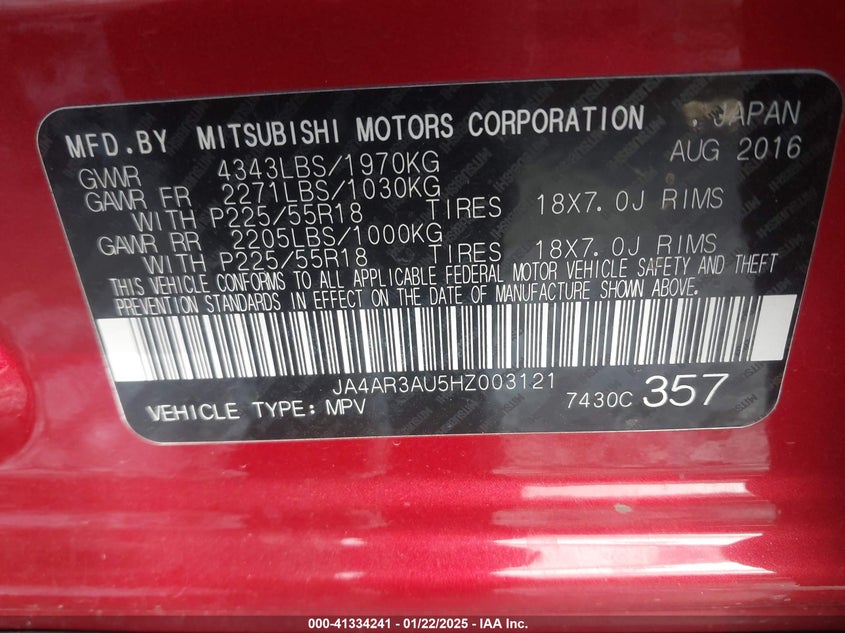 MFD.BY MITSUBISHI MOTORS CORPORATION , JAPAN
GWVR 4343LBS/1970KG AUG 2016
GAWR FR 2271LBS/1030KG
WITH P225/55R18 TIRES 18X7.0J RIMS
GAWR RR 2205LBS/1000KG
WITH P225/55R18 TIRES 18X7.0J RIMS
THIS VEHICLE CONFORMS TO ALL APPLICABLE FEDERAL MOTOR VEHICLE SAFETY AND THEFT
PREVENTION STANDARDS IN EFFECT ON THE DATE OF MANUFACTURE SHOWN ABOVE.
JA4AR3AU5HZ003121
VEHICLE TYPE: MPV 7430C 357
000-41334241 - 01/22/2025 - IAA Inc.